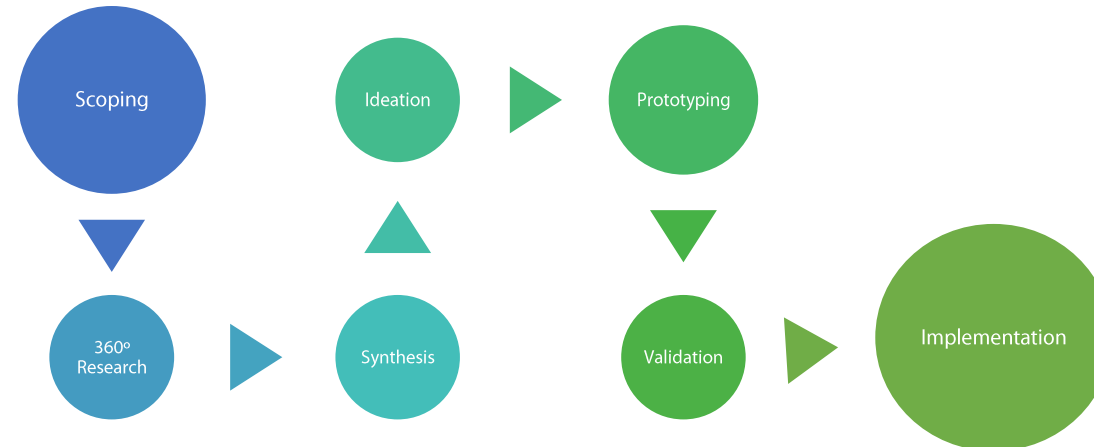 Scoping
360º
Research
Synthesis
Ideation
Prototyping
Validation
Implementation